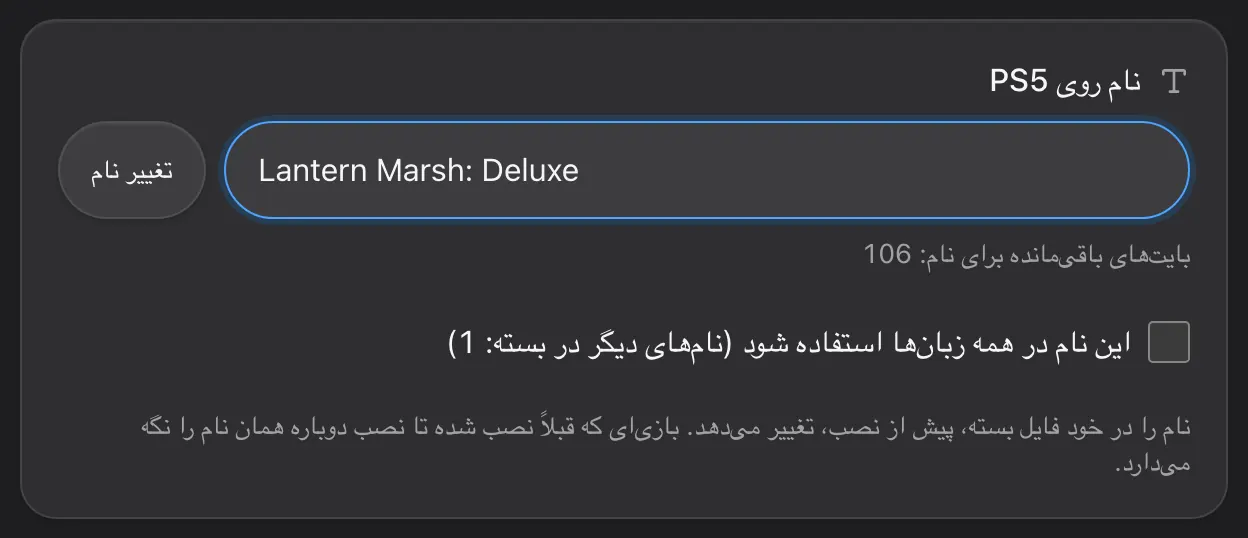 نام روی PS5
Lantern Marsh: Deluxe
تغییر نام
بایت‌های باقی‌مانده برای نام: 106
این نام در همه زبان‌ها استفاده شود (نام‌های دیگر در بسته: 1)
نام را در خود فایل بسته، پیش از نصب، تغییر می‌دهد. بازی‌ای که قبلاً نصب شده تا نصب دوباره همان نام را نگه
می‌دارد.